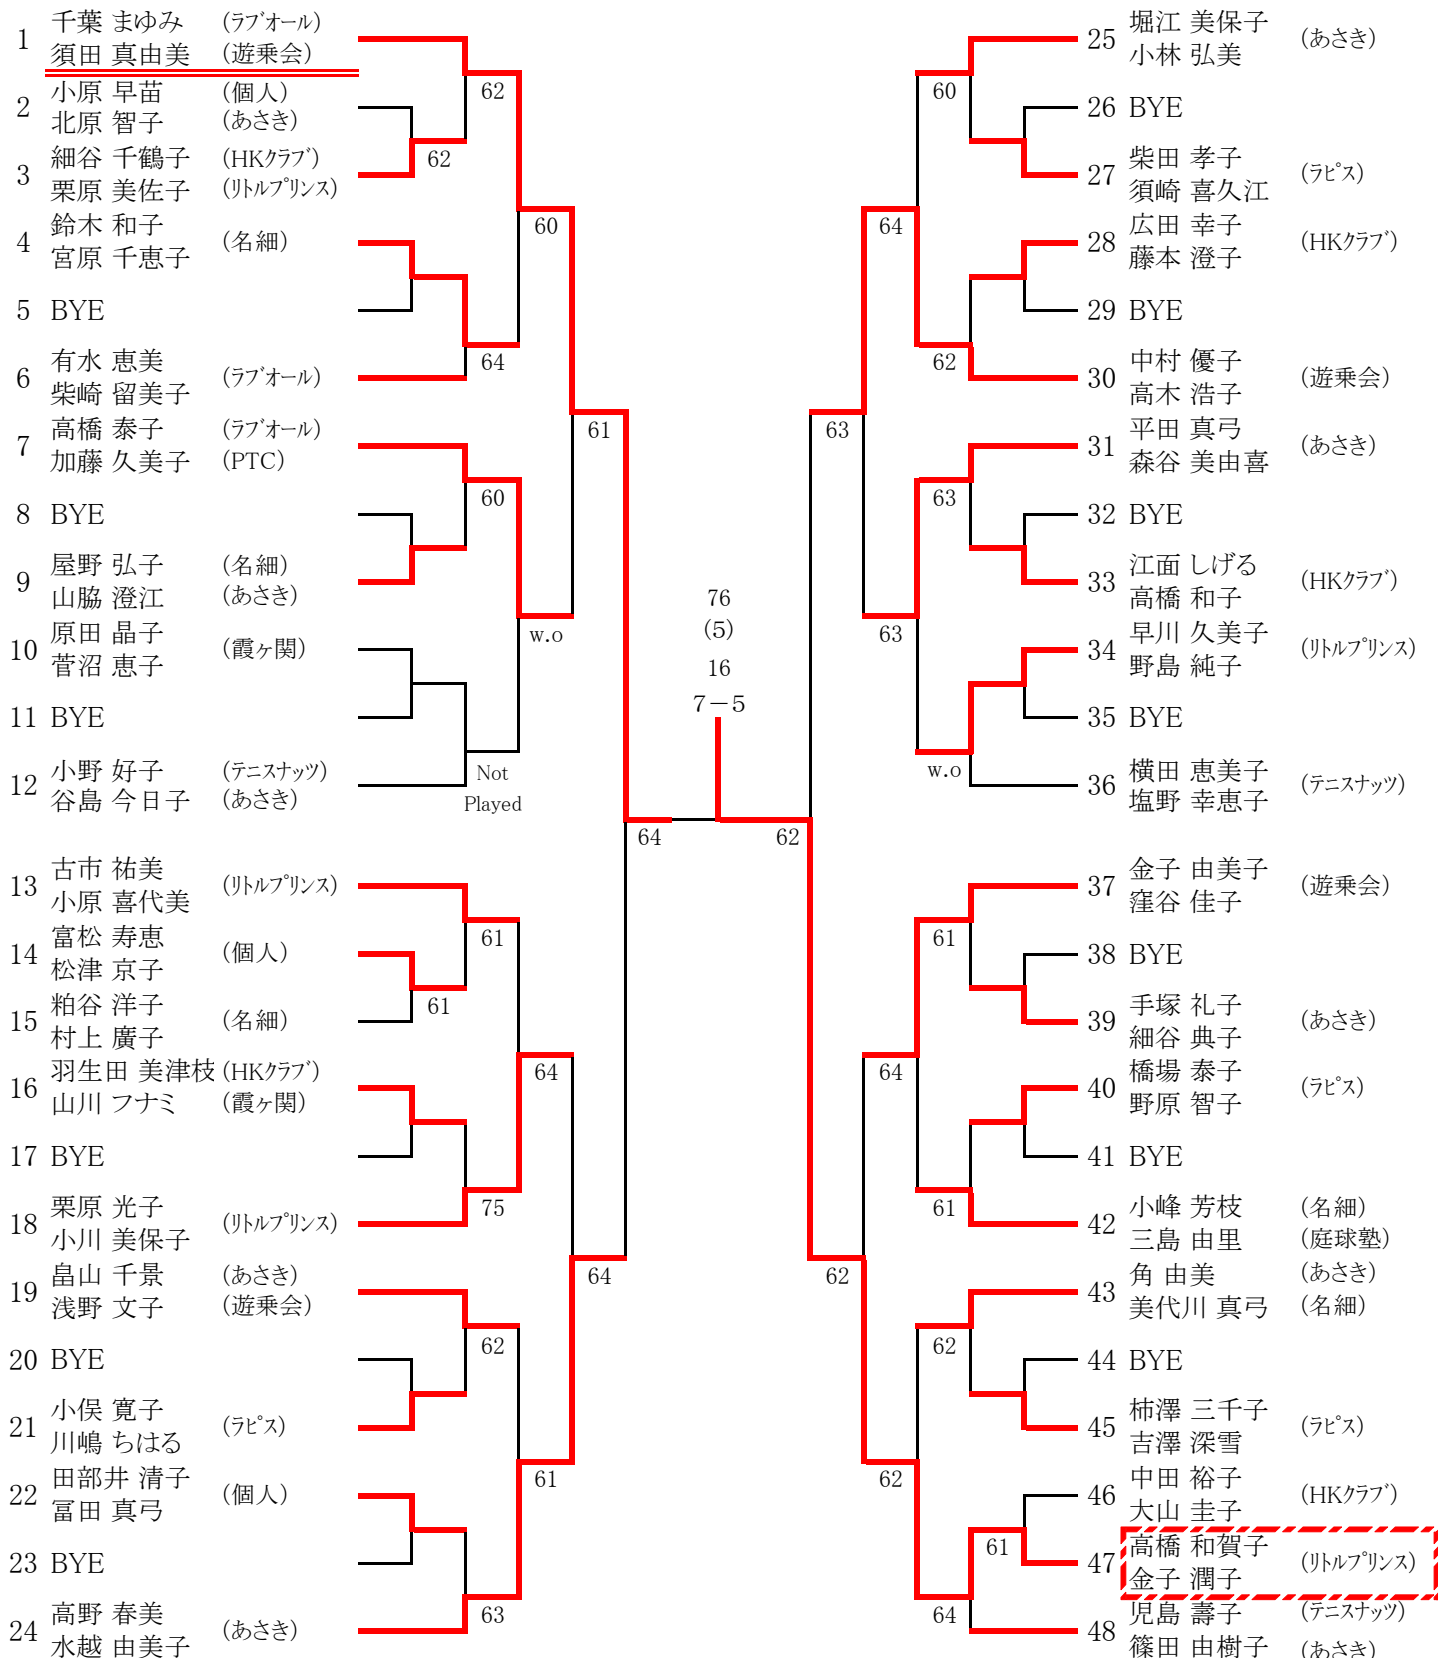 1 千葉 まゆみ (ラブオール)
須田 真由美 (遊乗会)
2 小原 早苗 (個人)
北原 智子 (あさき)
3 細谷 千鶴子 (HKクラブ)
栗原 美佐子 (リトルプリンス)
4 鈴木 和子 (名細)
宮原 千恵子
5 BYE
6 有水 恵美 (ラブオール)
柴崎 留美子
7 高橋 泰子 (ラブオール)
加藤 久美子 (PTC)
8 BYE
9 屋野 弘子 (名細)
山脇 澄江 (あさき)
10 原田 晶子 (霞ヶ関)
菅沼 恵子
11 BYE
12 小野 好子 (テニスナッツ)
谷島 今日子 (あさき)
13 古市 祐美 (リトルプリンス)
小原 喜代美
14 富松 寿恵 (個人)
松津 京子
15 粕谷 洋子 (名細)
村上 廣子
16 羽生田 美津枝 (HKクラブ)
山川 フナミ (霞ヶ関)
17 BYE
18 栗原 光子 (リトルプリンス)
小川 美保子
19 畠山 千景 (あさき)
浅野 文子 (遊乗会)
20 BYE
21 小俣 寛子 (ラピス)
川嶋 ちはる
22 田部井 清子 (個人)
冨田 真弓
23 BYE
24 高野 春美 (あさき)
水越 由美子
62
62
60
64
61
60
w.o
Not
Played
64
61
61
64
75
64
62
61
63
76
(5)
16
7-5
62
60
64
62
63
63
63
w.o
61
64
61
62
62
62
61
64
25 堀江 美保子 (あさき)
小林 弘美
26 BYE
27 柴田 孝子 (ラピス)
須崎 喜久江
28 広田 幸子 (HKクラブ)
藤本 澄子
29 BYE
30 中村 優子 (遊乗会)
高木 浩子
31 平田 真弓 (あさき)
森谷 美由喜
32 BYE
33 江面 しげる (HKクラブ)
高橋 和子
34 早川 久美子 (リトルプリンス)
野島 純子
35 BYE
36 横田 恵美子 (テニスナッツ)
塩野 幸恵子
37 金子 由美子 (遊乗会)
窪谷 佳子
38 BYE
39 手塚 礼子 (あさき)
細谷 典子
40 橋場 泰子 (ラピス)
野原 智子
41 BYE
42 小峰 芳枝 (名細)
三島 由里 (庭球塾)
43 角 由美 (あさき)
美代川 真弓 (名細)
44 BYE
45 柿澤 三千子 (ラピス)
吉澤 深雪
46 中田 裕子 (HKクラブ)
大山 圭子
47 高橋 和賀子 (リトルプリンス)
金子 潤子
48 児島 壽子 (テニスナッツ)
篠田 由樹子 (あさき)